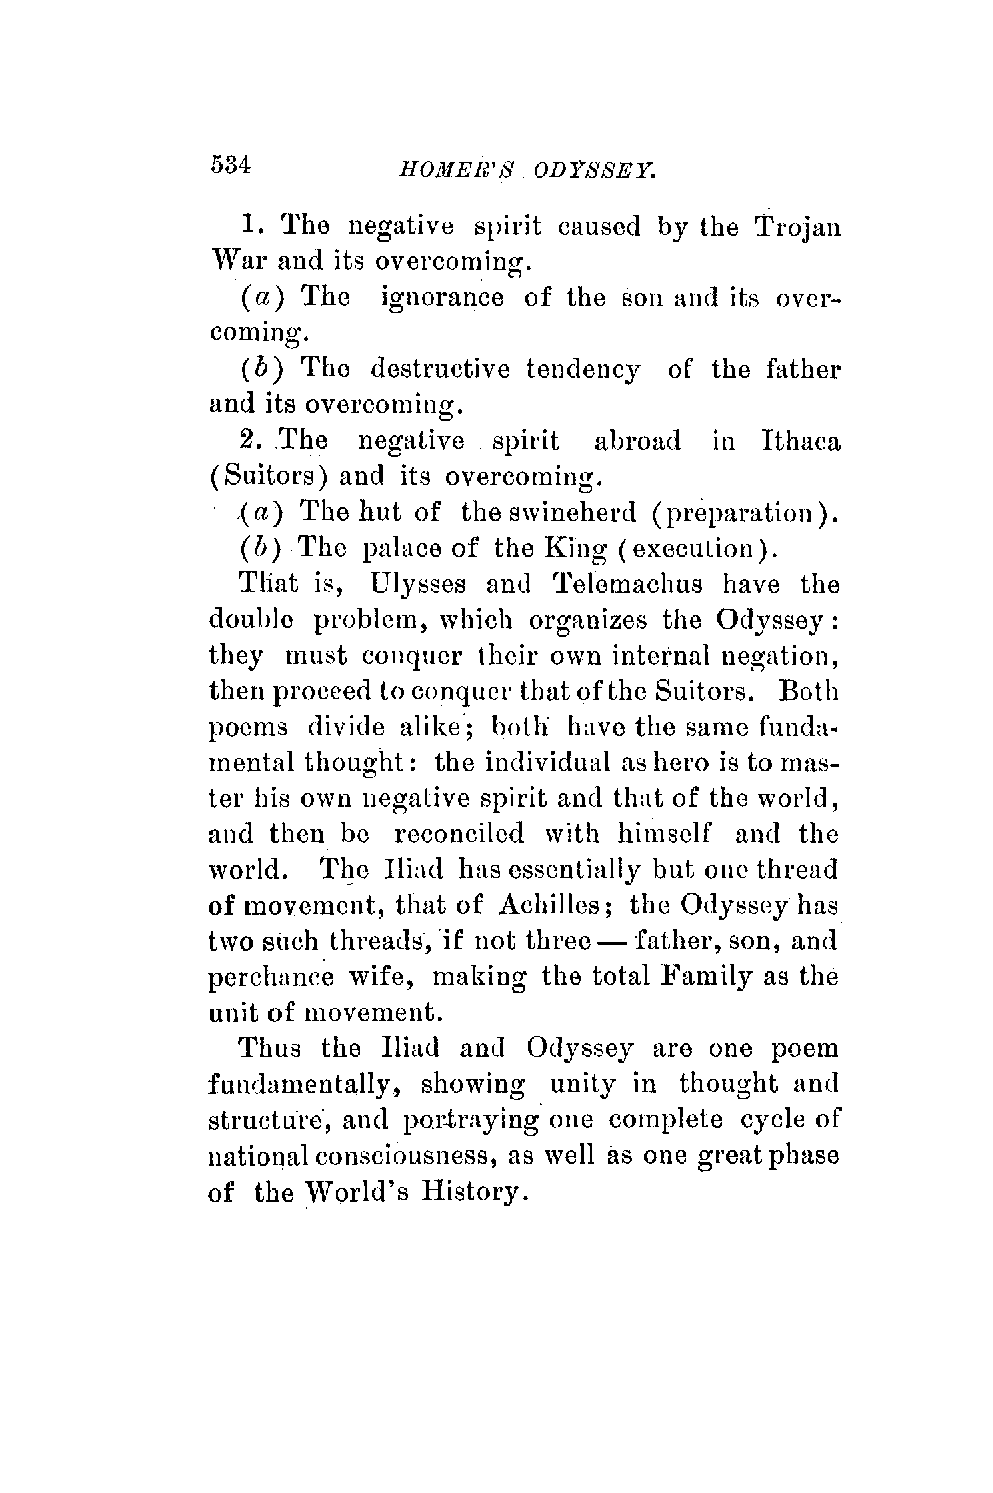 534 HOMER'S ODYSSEY.
1. The negative spirit caused by the Trojan
War and its overcoming.
(a) The ignorance of the son and its over-
coming.
(b) The destructive tendency of the father
and its overcoming.
2. The negative spirit abroad in Ithaca
(Suitors) and its overcoming.
(a) The hut of the swineherd (preparation).
(b) The palace of the King (execution).
That is, Ulysses and Telemachus have the
double problem, which organizes the Odyssey:
they must conquer their own internal negation,
then proceed to conquer that of the Suitors. Both
poems divide alike; both have the same funda-
mental thought: the individual as hero is to mas-
ter his own negative spirit and that of the world,
and then be reconciled with himself and the
world. The Iliad has essentially but one thread
of movement, that of Achilles; the Odyssey has
two such threads, if not three — father, son, and
perchance wife, making the total Family as the
unit of movement.
Thus the Iliad and Odyssey are one poem
fundamentally, showing unity in thought and
structure, and portraying one complete cycle of
national consciousness, as well as one great phase
of the World's History.